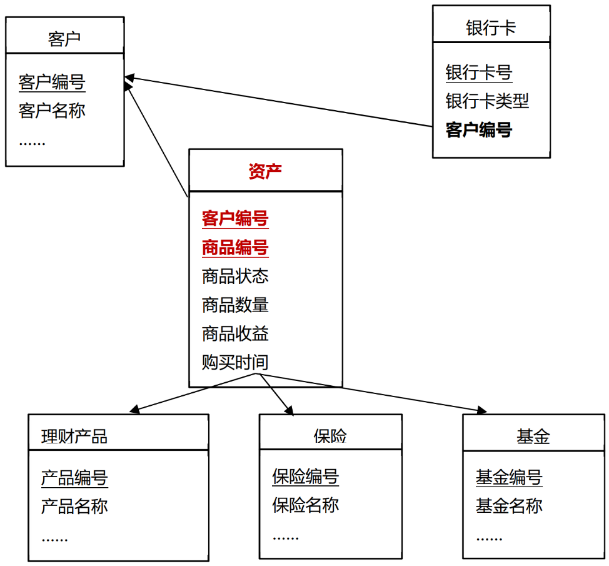 客户
客户编号
客户名称
......
银行卡
银行卡号
银行卡类型
客户编号
资产
客户编号
商品编号
商品状态
商品数量
商品收益
购买时间
理财产品
产品编号
产品名称
......
保险
保险编号
保险名称
......
基金
基金编号
基金名称
......